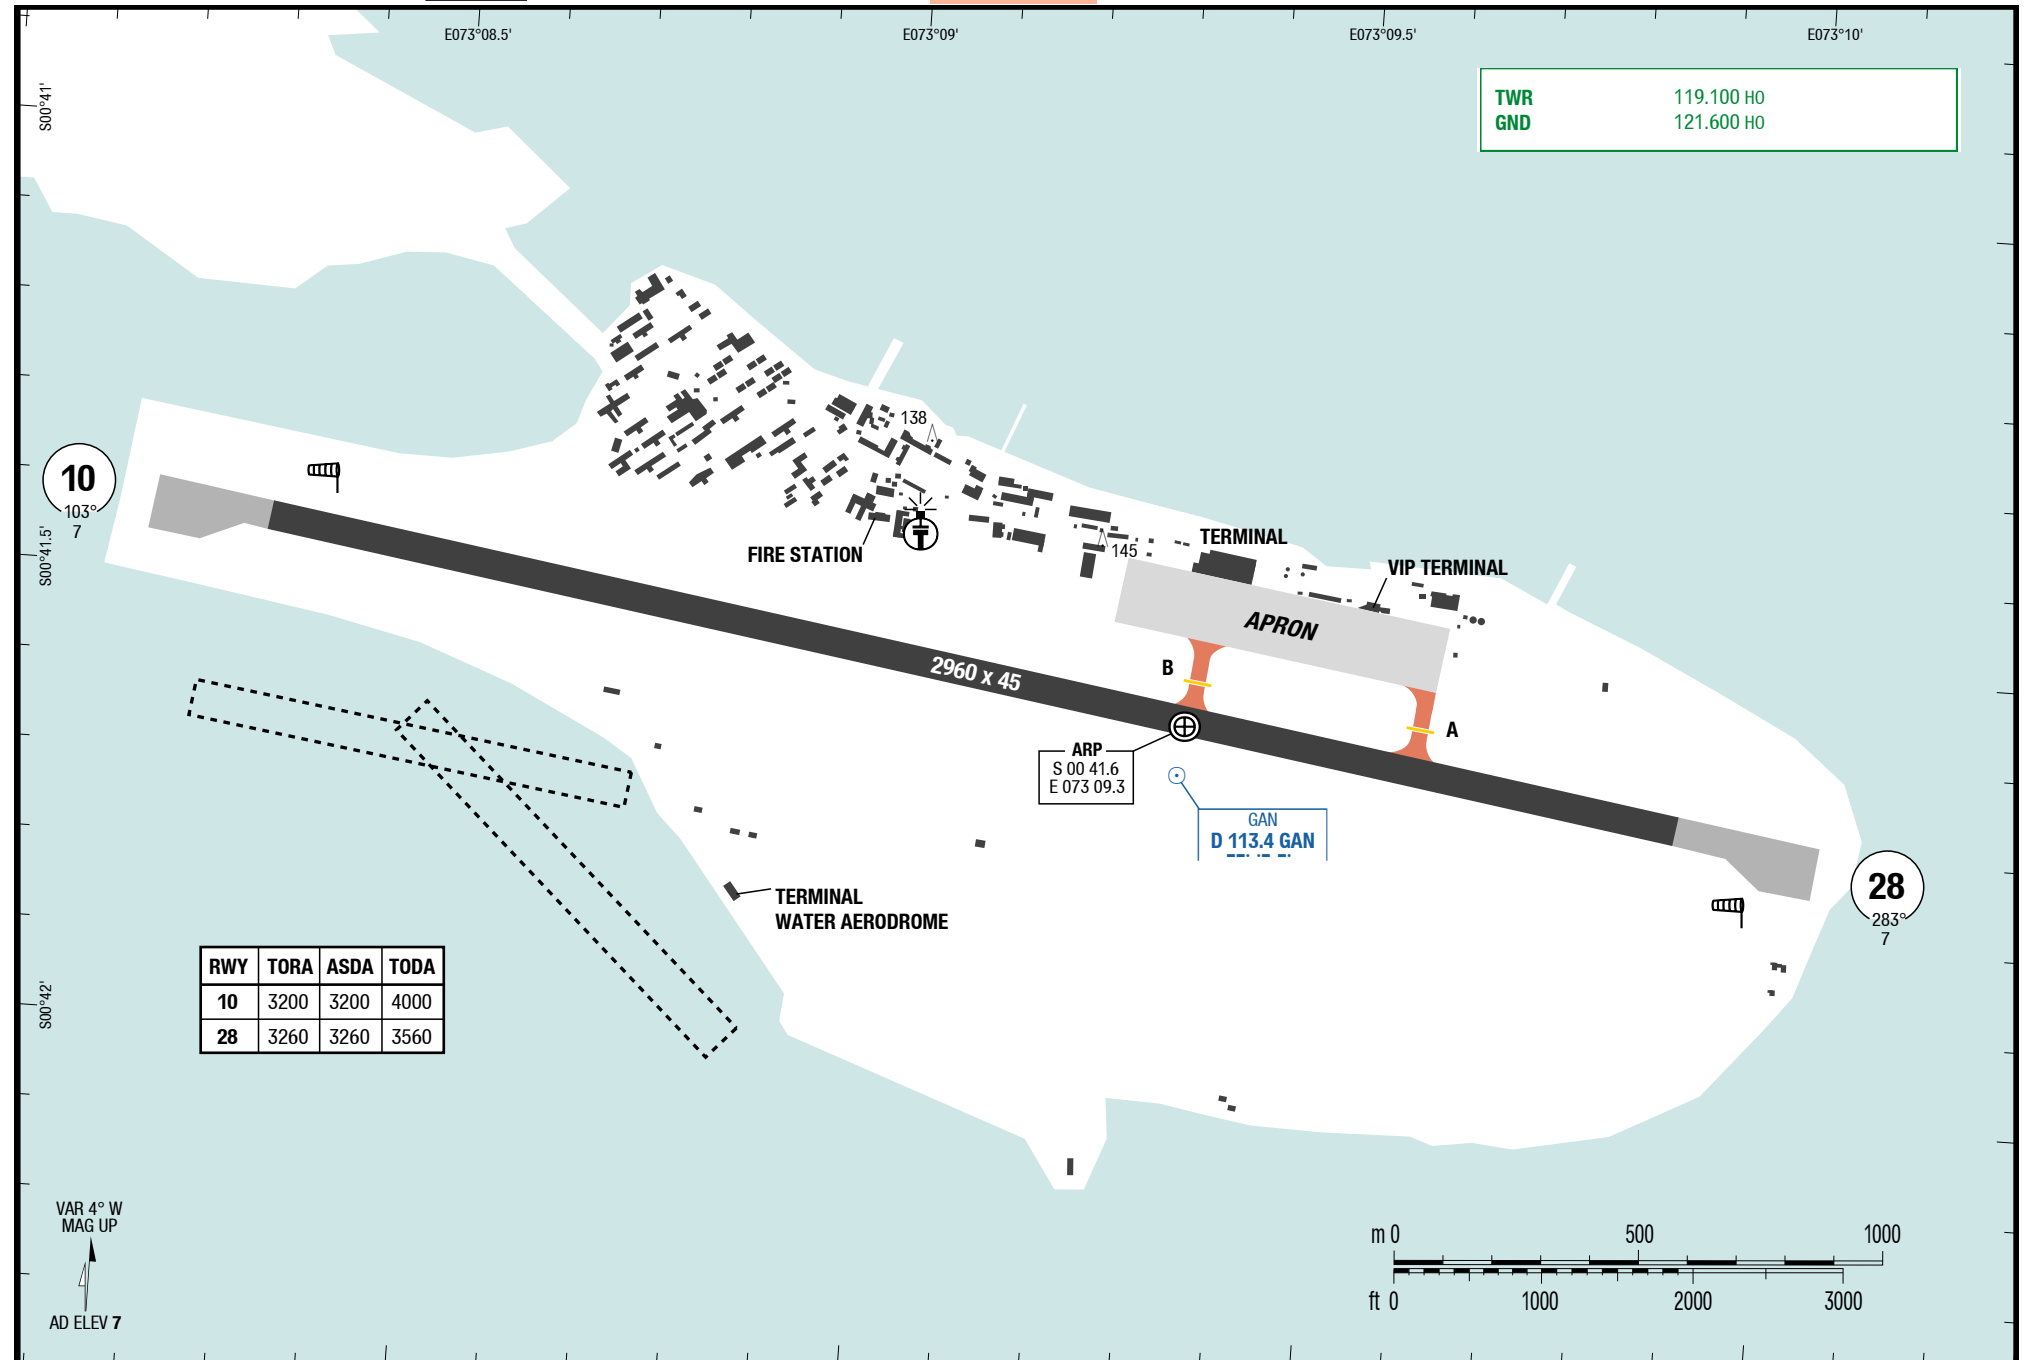 E073°08.5'
E073°09'
E073°09.5'
E073°10'
S00°41'
TWR 119.100 HO
GND 121.600 HO
138
10
103°
7
S00°41.5'
FIRE STATION
145
TERMINAL
VIP TERMINAL
APRON
2960 x 45
B
A
ARP
S 00 41.6
E 073 09.3
GAN
D 113.4 GAN
28
283°
7
TERMINAL
WATER AERODROME
RWY TORA ASDA TODA
10 3200 3200 4000
28 3260 3260 3560
S00°42'
VAR 4° W
MAG UP
AD ELEV 7
m 0 500 1000
ft 0 1000 2000 3000